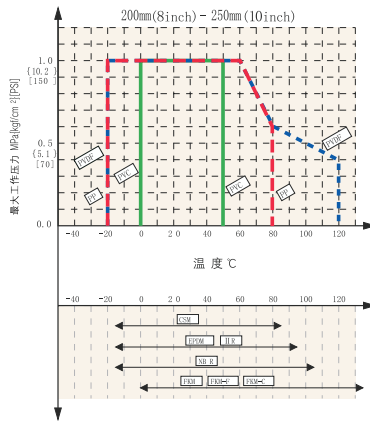 200mm(8inch)-250mm(10inch)
最大工作压力 MPa{kgf/cm²}[PSI]
1.0
{10.2}
[150]
0.5
{5.1}
[70]
0.0
PVDF
PP
PVC
PVC
PP
PVDF
-40 -20 0 20 40 60 80 100 120
温度℃
-40 -20 0 20 40 60 80 100 120
CSM
EPDM ⅡR
NBR
FKM FKM-F FKM-C